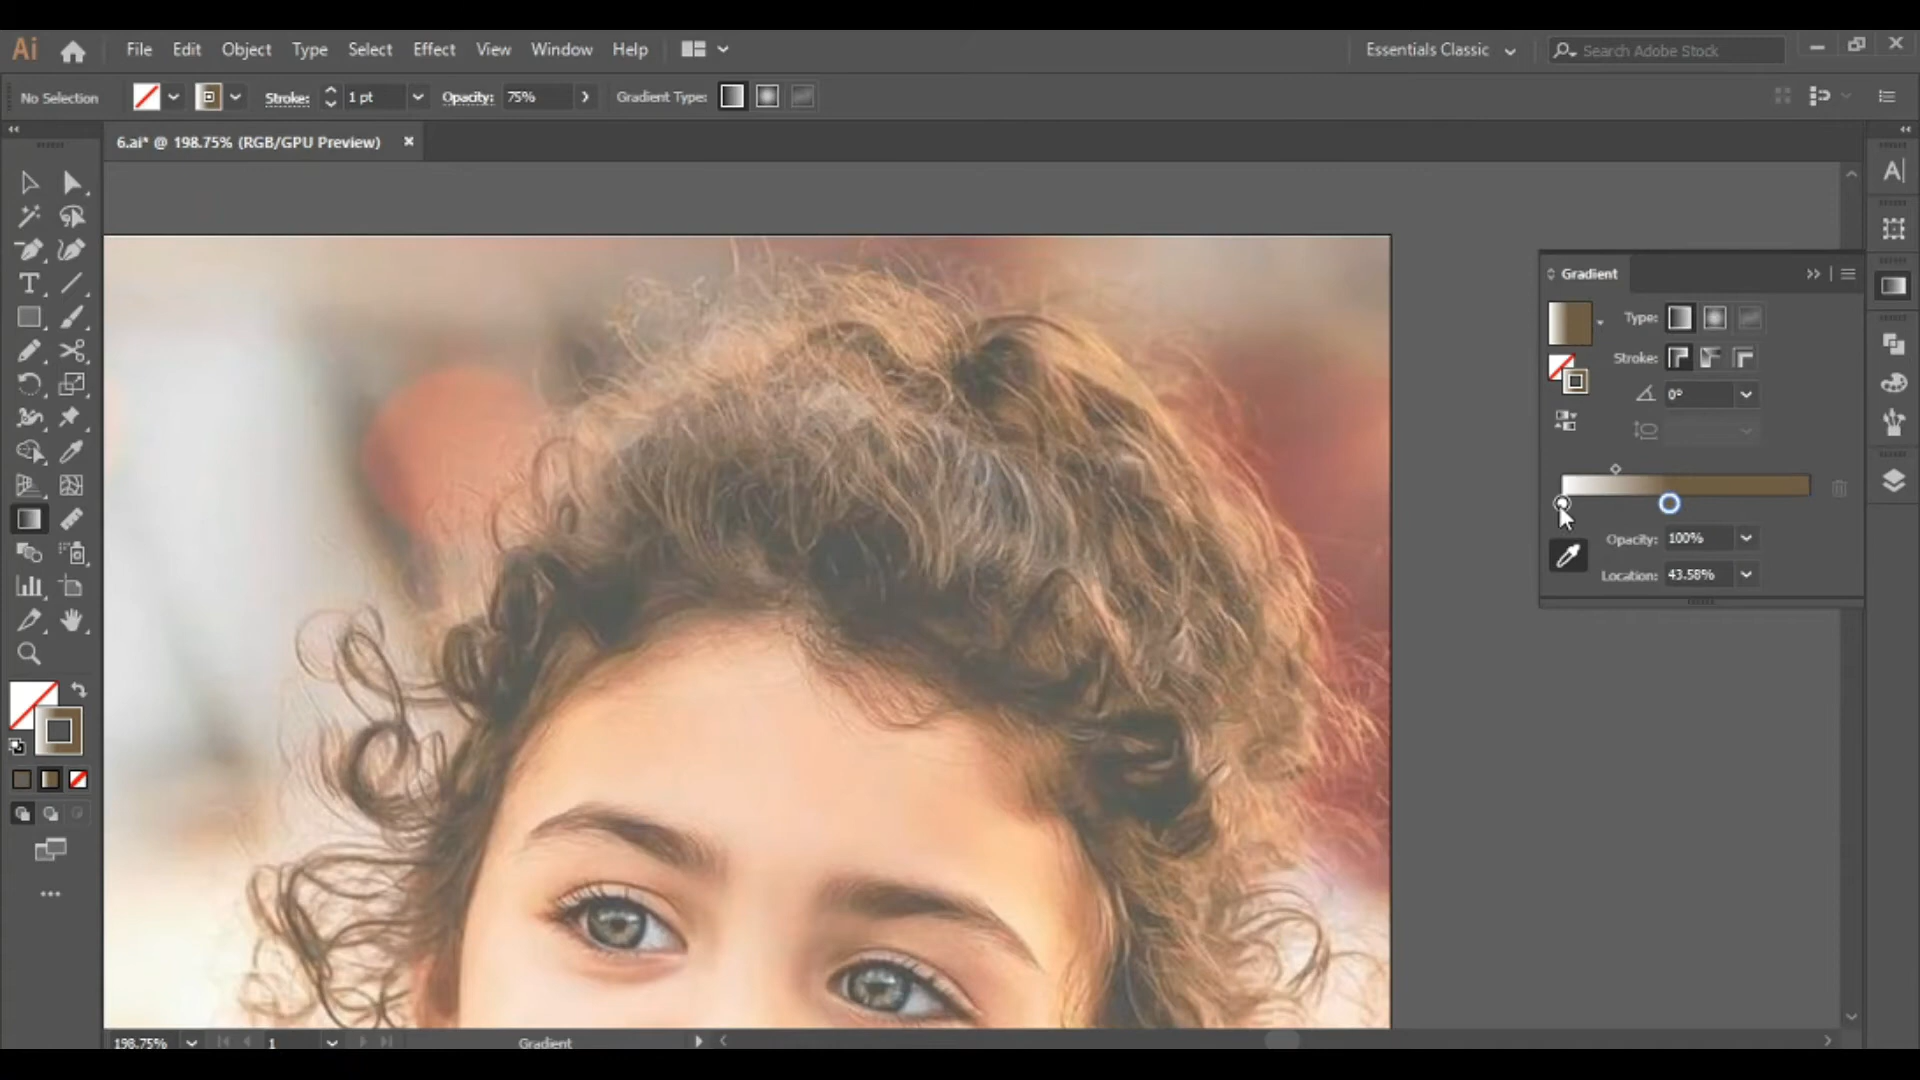 Ai File Edit Object Type Select Effect View Window Help Essentials Classic Search Adobe Stock
No Selection Stroke: 1 pt Opacity: 75% Gradient Type:
6.ai* @ 198.75% (RGB/GPU Preview)
Gradient
Type:
Stroke:
0°
Opacity: 100%
Location: 43.58%
198.75% 1 Gradient